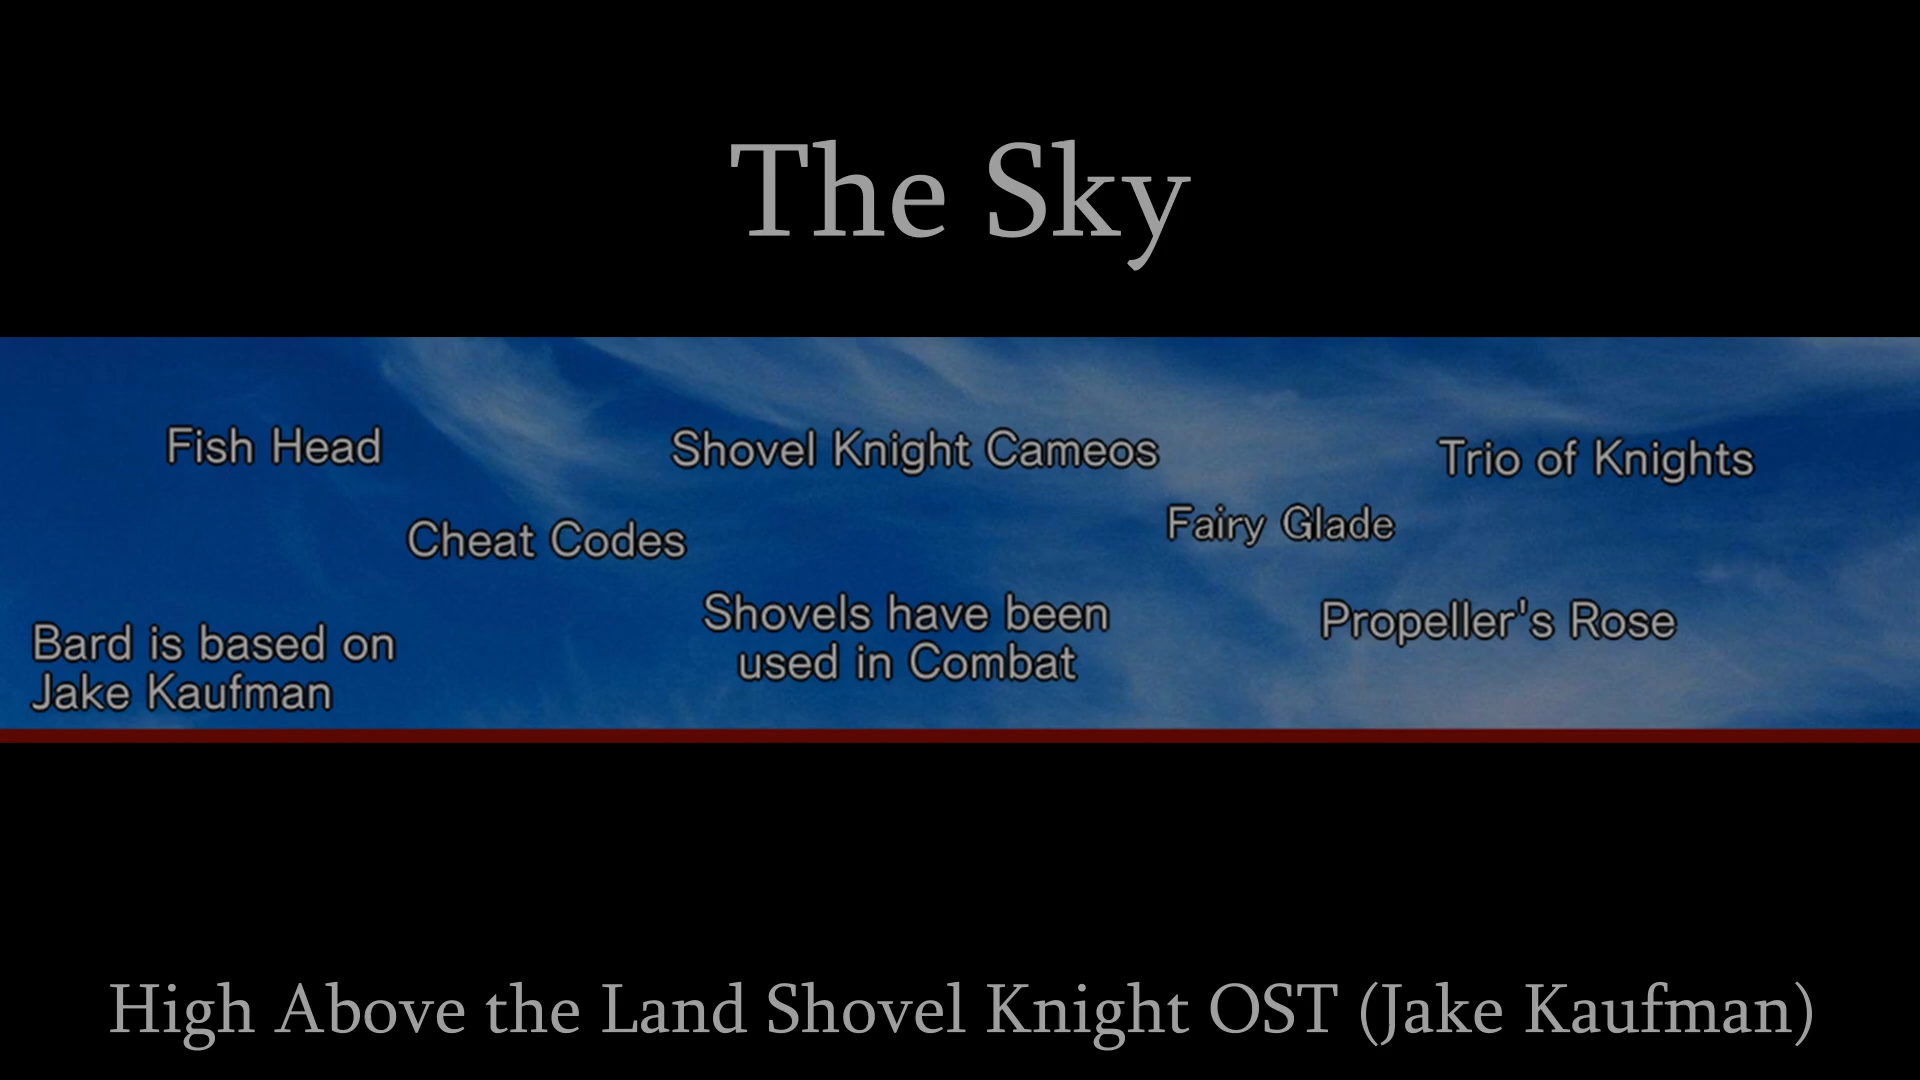 The Sky
Fish Head
Shovel Knight Cameos
Trio of Knights
Cheat Codes
Fairy Glade
Bard is based on
Jake Kaufman
Shovels have been
used in Combat
Propeller's Rose
High Above the Land Shovel Knight OST (Jake Kaufman)